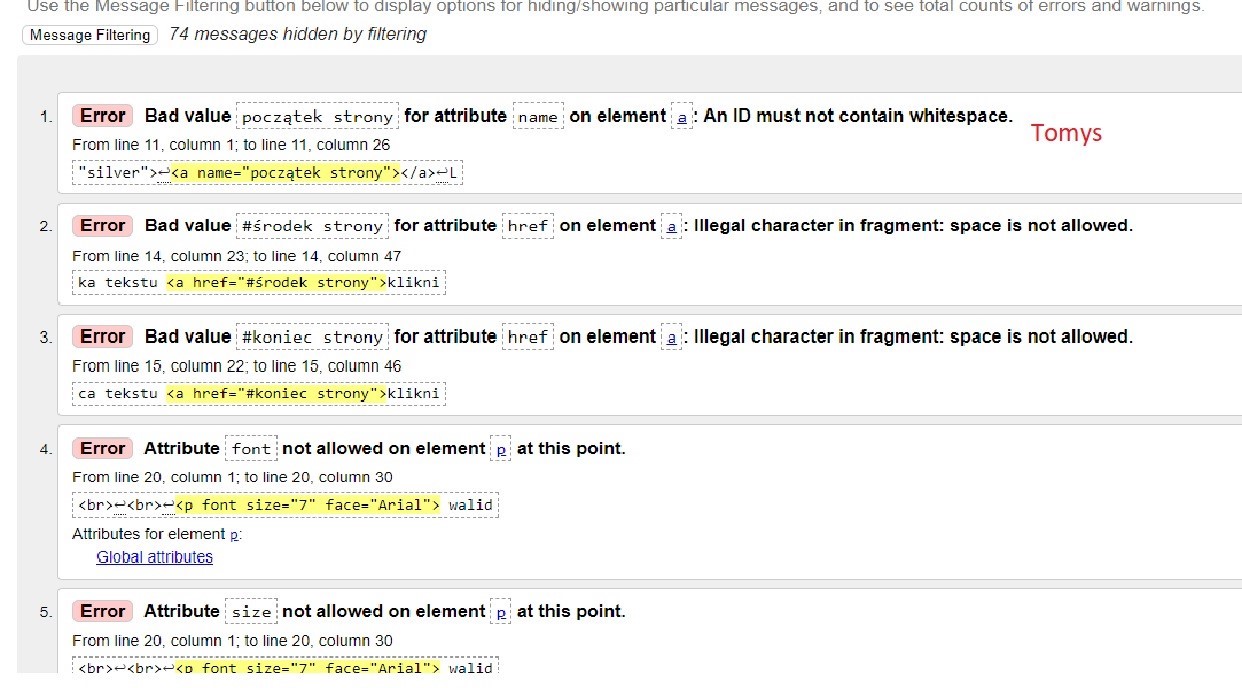 Use the Message Filtering button below to display options for hiding/showing particular messages, and to see total counts of errors and warnings.
Message Filtering 74 messages hidden by filtering
1. Error Bad value początek strony for attribute name on element a: An ID must not contain whitespace.
Tomys
From line 11, column 1; to line 11, column 26
"silver">↩<a name="początek strony"></a>↩L
2. Error Bad value #środek strony for attribute href on element a: Illegal character in fragment: space is not allowed.
From line 14, column 23; to line 14, column 47
ka tekstu <a href="#środek strony">klikni
3. Error Bad value #koniec strony for attribute href on element a: Illegal character in fragment: space is not allowed.
From line 15, column 22; to line 15, column 46
ca tekstu <a href="#koniec strony">klikni
4. Error Attribute font not allowed on element p at this point.
From line 20, column 1; to line 20, column 30
<br>↩<br>↩<p font size="7" face="Arial"> walid
Attributes for element p:
Global attributes
5. Error Attribute size not allowed on element p at this point.
From line 20, column 1; to line 20, column 30
<br>↩<br>↩<p font size="7" face="Arial"> walid